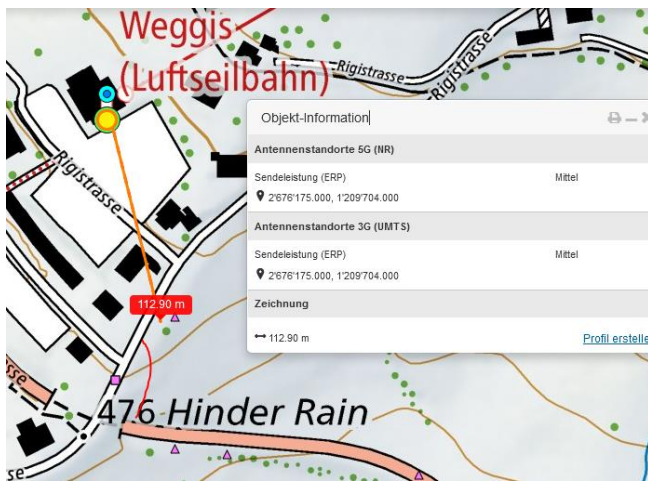 Weggis
(Luftseilbahn)
Rigistrasse
Rigistrasse
Rigistrasse
Objekt-Information
Antennenstandorte 5G (NR)
Sendeleistung (ERP) Mittel
2'676'175.000, 1'209'704.000
Antennenstandorte 3G (UMTS)
Sendeleistung (ERP) Mittel
2'676'175.000, 1'209'704.000
Zeichnung
112.90 m Profil erstelle
112.90 m
476 Hinder Rain
sse
se